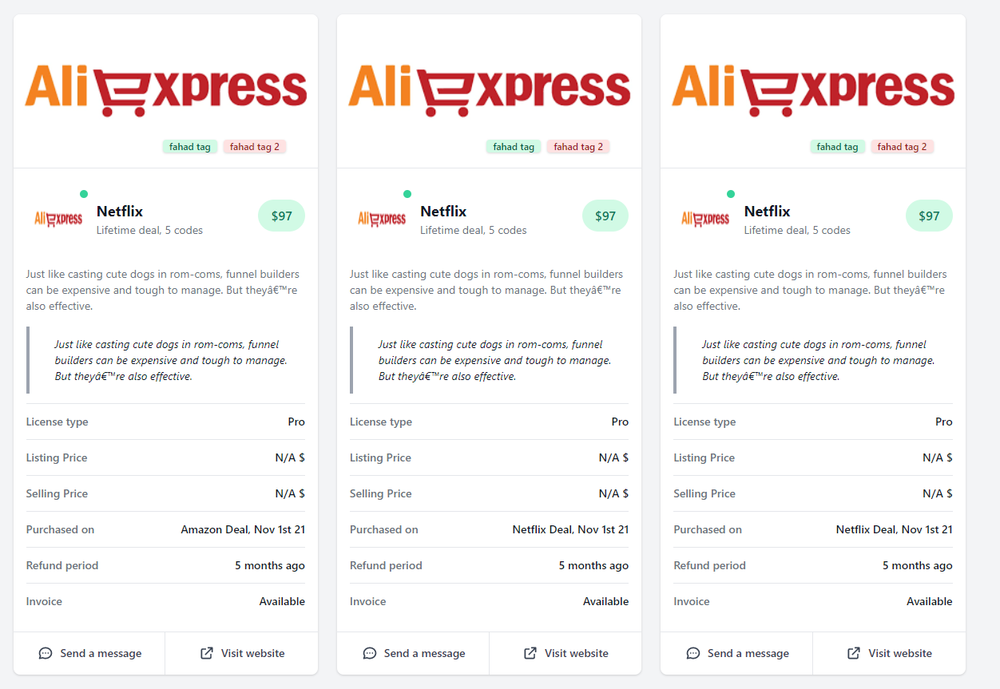 AliExpress
fahad tag fahad tag 2
AliExpress
Netflix
Lifetime deal, 5 codes
$97
Just like casting cute dogs in rom-coms, funnel builders
can be expensive and tough to manage. But theyâ€™re
also effective.
Just like casting cute dogs in rom-coms, funnel
builders can be expensive and tough to manage.
But theyâ€™re also effective.
License type Pro
Listing Price N/A $
Selling Price N/A $
Purchased on Amazon Deal, Nov 1st 21
Refund period 5 months ago
Invoice Available
Send a message Visit website
AliExpress
fahad tag fahad tag 2
AliExpress
Netflix
Lifetime deal, 5 codes
$97
Just like casting cute dogs in rom-coms, funnel builders
can be expensive and tough to manage. But theyâ€™re
also effective.
Just like casting cute dogs in rom-coms, funnel
builders can be expensive and tough to manage.
But theyâ€™re also effective.
License type Pro
Listing Price N/A $
Selling Price N/A $
Purchased on Netflix Deal, Nov 1st 21
Refund period 5 months ago
Invoice Available
Send a message Visit website
AliExpress
fahad tag fahad tag 2
AliExpress
Netflix
Lifetime deal, 5 codes
$97
Just like casting cute dogs in rom-coms, funnel builders
can be expensive and tough to manage. But theyâ€™re
also effective.
Just like casting cute dogs in rom-coms, funnel
builders can be expensive and tough to manage.
But theyâ€™re also effective.
License type Pro
Listing Price N/A $
Selling Price N/A $
Purchased on Netflix Deal, Nov 1st 21
Refund period 5 months ago
Invoice Available
Send a message Visit website